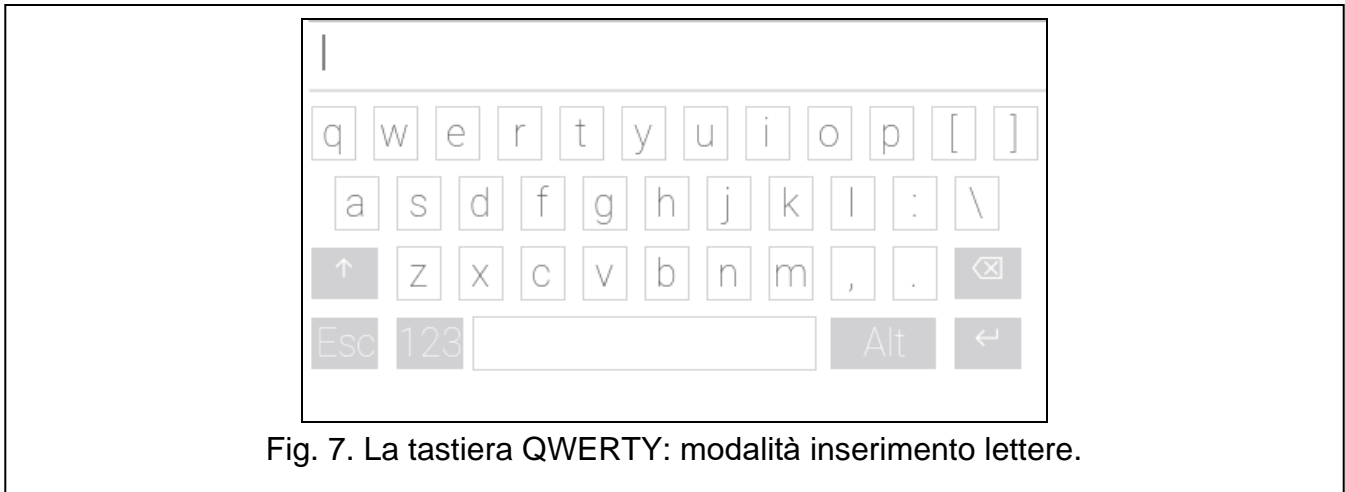 q w e r t y u i o p [ ]
a s d f g h j k l : \
↑ z x c v b n m , . ⌫
Esc 123 Alt ↵
Fig. 7. La tastiera QWERTY: modalità inserimento lettere.